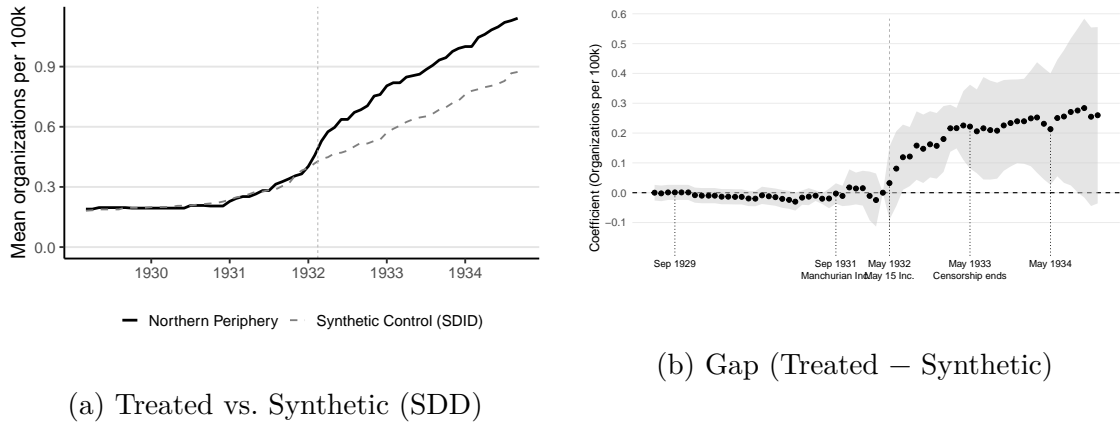 Mean organizations per 100k
0.9
0.6
0.3
0.0
1930 1931 1932 1933 1934
Northern Periphery Synthetic Control (SDID)
(a) Treated vs. Synthetic (SDD)
Coefficient (Organizations per 100k)
0.6
0.5
0.4
0.3
0.2
0.1
0.0
−0.1
Sep 1929 Sep 1931 May 1932 May 1933 May 1934
Manchurian Inc. May 15 Inc. Censorship ends
(b) Gap (Treated − Synthetic)